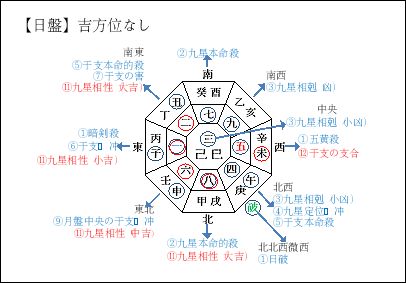 【日盤】吉方位なし
南東
⑤干支本命的殺
⑦干支の害
⑪九星相性 大吉)
②九星本命殺
南
南西
③九星相剋 凶)
中央
③九星相剋 小凶)
①暗剣殺
⑥干支 冲
⑪九星相性 小吉)
東
西
①五黄殺
⑫干支の支合
東北
⑨月盤中央の干支 冲
⑪九星相性 中吉)
北
②九星本命的殺
⑪九星相性 大吉)
北西
③九星相剋 小凶)
④九星定位 冲
⑤干支本命殺
北北西微西
①日破
癸酉
丑
丁
乙亥
七
二
九
丙
子
一
三
五
辛
未
己巳
六
四
壬
申
八
庚
午
甲戌
破